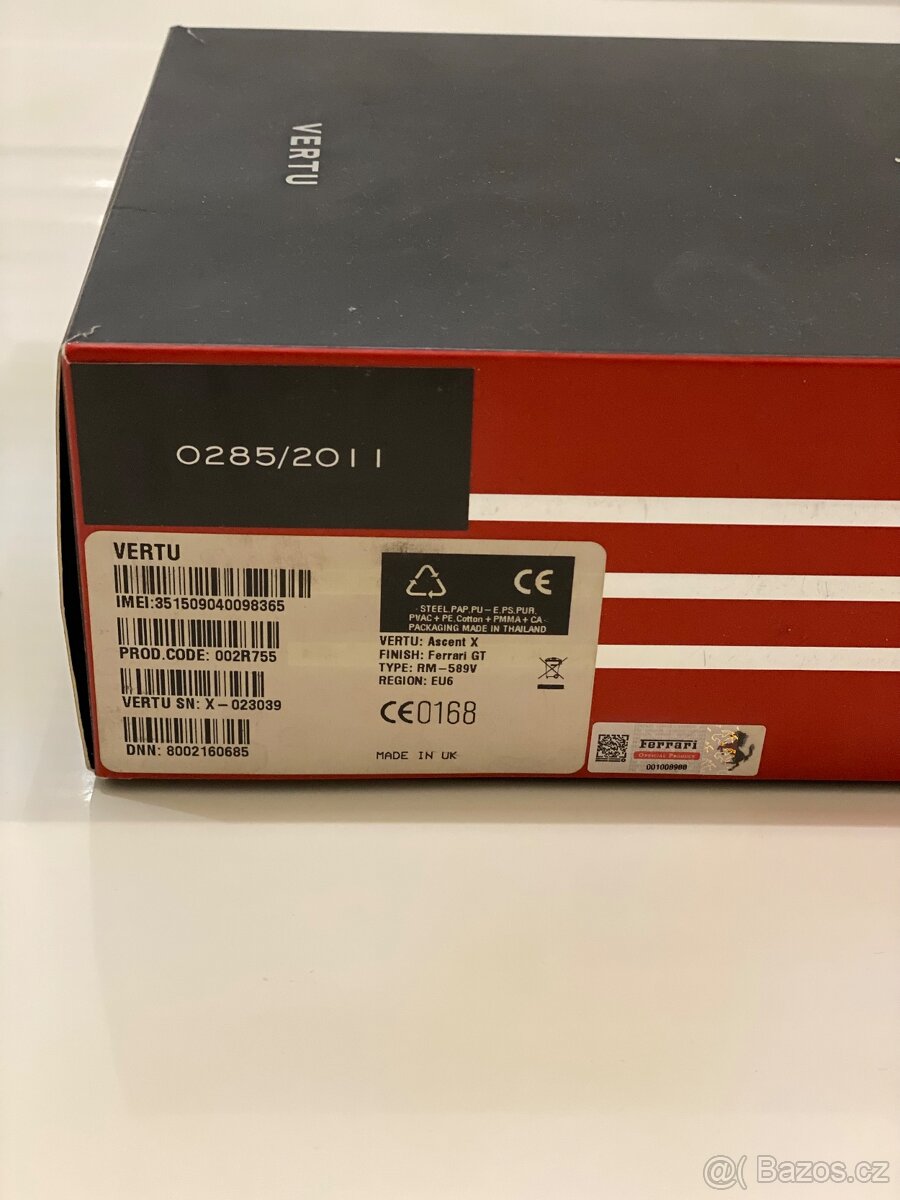 VERTU
0285/2011
VERTU
IMEI:351509040098365
PROD.CODE: 002R755
VERTU SN: X-023039
DNN: 8002160685
CE
STEEL.PAP.PU-E.PS.PUR.
PVAC+PE.Cotton+PMMA+CA
PACKAGING MADE IN THAILAND
VERTU: Ascent X
FINISH: Ferrari GT
TYPE: RM-589V
REGION: EU6
CE0168
MADE IN UK
Ferrari
OFFICIAL PRODUCT
001008988
@( Bazos.cz